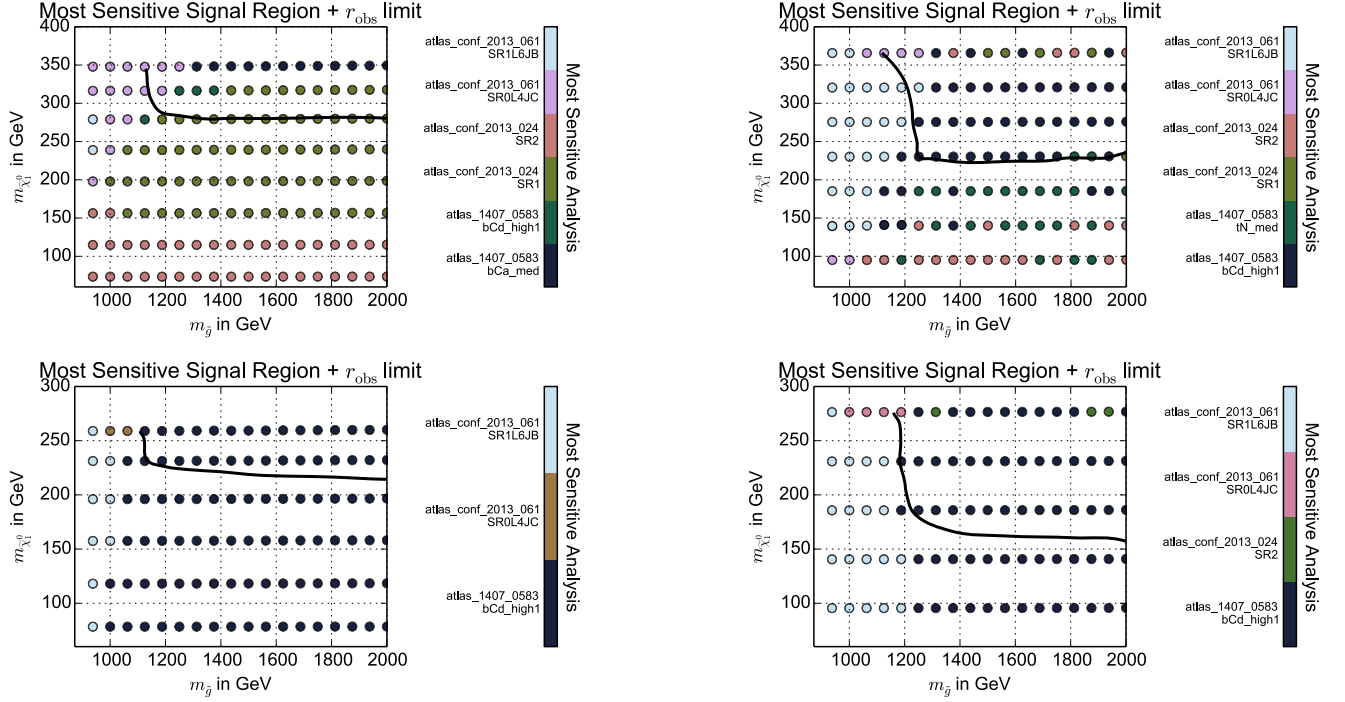 Most Sensitive Signal Region + r_obs limit
400
350
300
250
200
150
100
m_χ̃₁⁰ in GeV
1000 1200 1400 1600 1800 2000
m_g̃ in GeV
atlas_conf_2013_061
SR1L6JB
atlas_conf_2013_061
SR0L4JC
atlas_conf_2013_024
SR2
atlas_conf_2013_024
SR1
atlas_1407_0583
bCd_high1
atlas_1407_0583
bCa_med
Most Sensitive Analysis
Most Sensitive Signal Region + r_obs limit
400
350
300
250
200
150
100
m_χ̃₁⁰ in GeV
1000 1200 1400 1600 1800 2000
m_g̃ in GeV
atlas_conf_2013_061
SR1L6JB
atlas_conf_2013_061
SR0L4JC
atlas_conf_2013_024
SR2
atlas_conf_2013_024
SR1
atlas_1407_0583
tN_med
atlas_1407_0583
bCd_high1
Most Sensitive Analysis
Most Sensitive Signal Region + r_obs limit
300
250
200
150
100
m_χ̃₁⁰ in GeV
1000 1200 1400 1600 1800 2000
m_g̃ in GeV
atlas_conf_2013_061
SR1L6JB
atlas_conf_2013_061
SR0L4JC
atlas_1407_0583
bCd_high1
Most Sensitive Analysis
Most Sensitive Signal Region + r_obs limit
300
250
200
150
100
m_χ̃₁⁰ in GeV
1000 1200 1400 1600 1800 2000
m_g̃ in GeV
atlas_conf_2013_061
SR1L6JB
atlas_conf_2013_061
SR0L4JC
atlas_conf_2013_024
SR2
atlas_1407_0583
bCd_high1
Most Sensitive Analysis